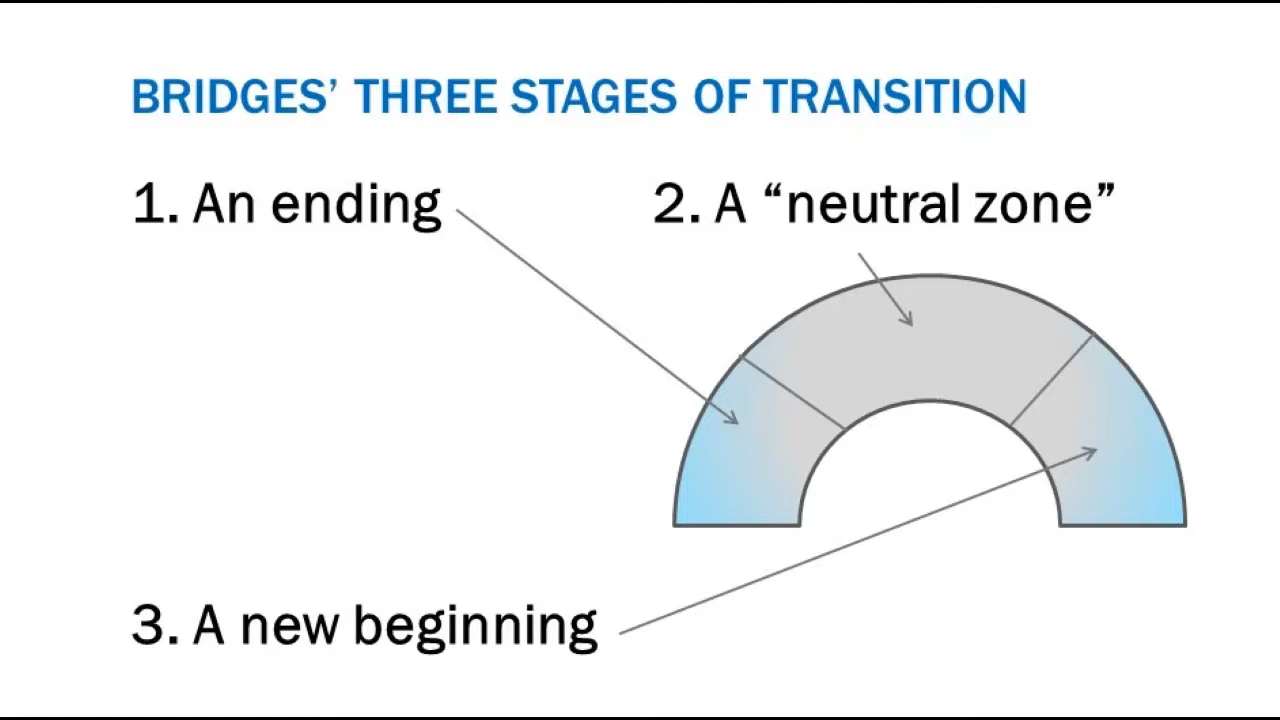 BRIDGES’ THREE STAGES OF TRANSITION
1. An ending
2. A “neutral zone”
3. A new beginning